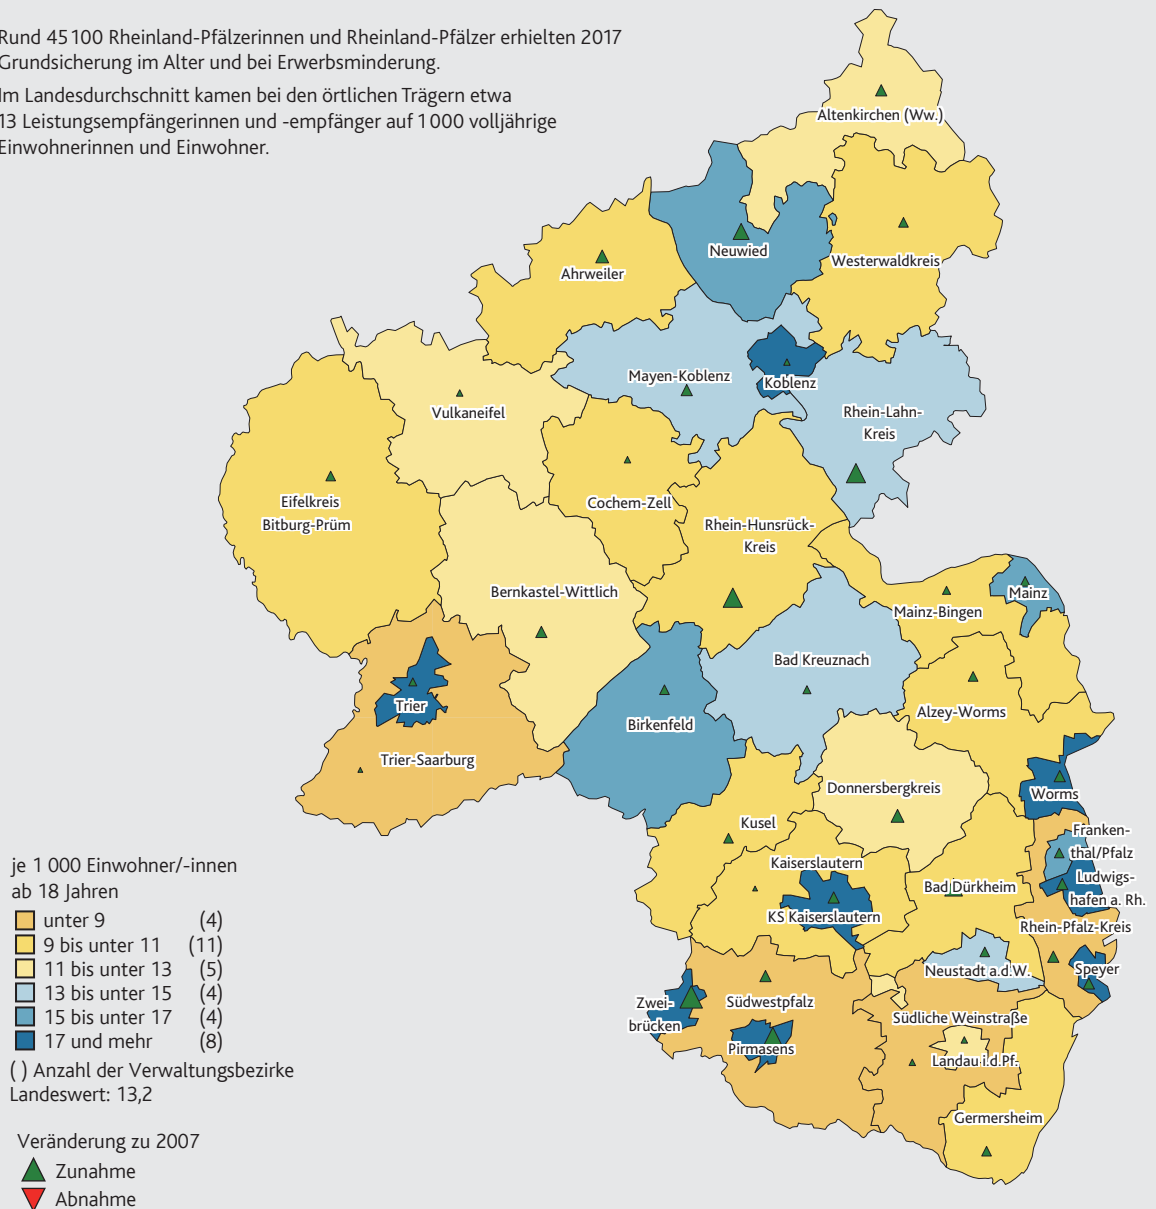 Rund 45 100 Rheinland-Pfälzerinnen und Rheinland-Pfälzer erhielten 2017
Grundsicherung im Alter und bei Erwerbsminderung.
Im Landesdurchschnitt kamen bei den örtlichen Trägern etwa
13 Leistungsempfängerinnen und -empfänger auf 1 000 volljährige
Einwohnerinnen und Einwohner.
Altenkirchen (Ww.)
Neuwied
Westerwaldkreis
Ahrweiler
Mayen-Koblenz
Koblenz
Vulkaneifel
Rhein-Lahn-
Kreis
Eifelkreis
Bitburg-Prüm
Cochem-Zell
Rhein-Hunsrück-
Kreis
Bernkastel-Wittlich
Mainz
Mainz-Bingen
Bad Kreuznach
Trier
Alzey-Worms
Birkenfeld
Trier-Saarburg
Donnersbergkreis
Worms
Kusel
Franken-
thal/Pfalz
Kaiserslautern
Ludwigs-
hafen a. Rh.
Bad Dürkheim
KS Kaiserslautern
Rhein-Pfalz-Kreis
Neustadt a.d.W.
Speyer
Zwei-
brücken
Südwestpfalz
Südliche Weinstraße
Pirmasens
Landau i.d.Pf.
Germersheim
je 1 000 Einwohner/-innen
ab 18 Jahren
unter 9 (4)
9 bis unter 11 (11)
11 bis unter 13 (5)
13 bis unter 15 (4)
15 bis unter 17 (4)
17 und mehr (8)
( ) Anzahl der Verwaltungsbezirke
Landeswert: 13,2
Veränderung zu 2007
Zunahme
Abnahme